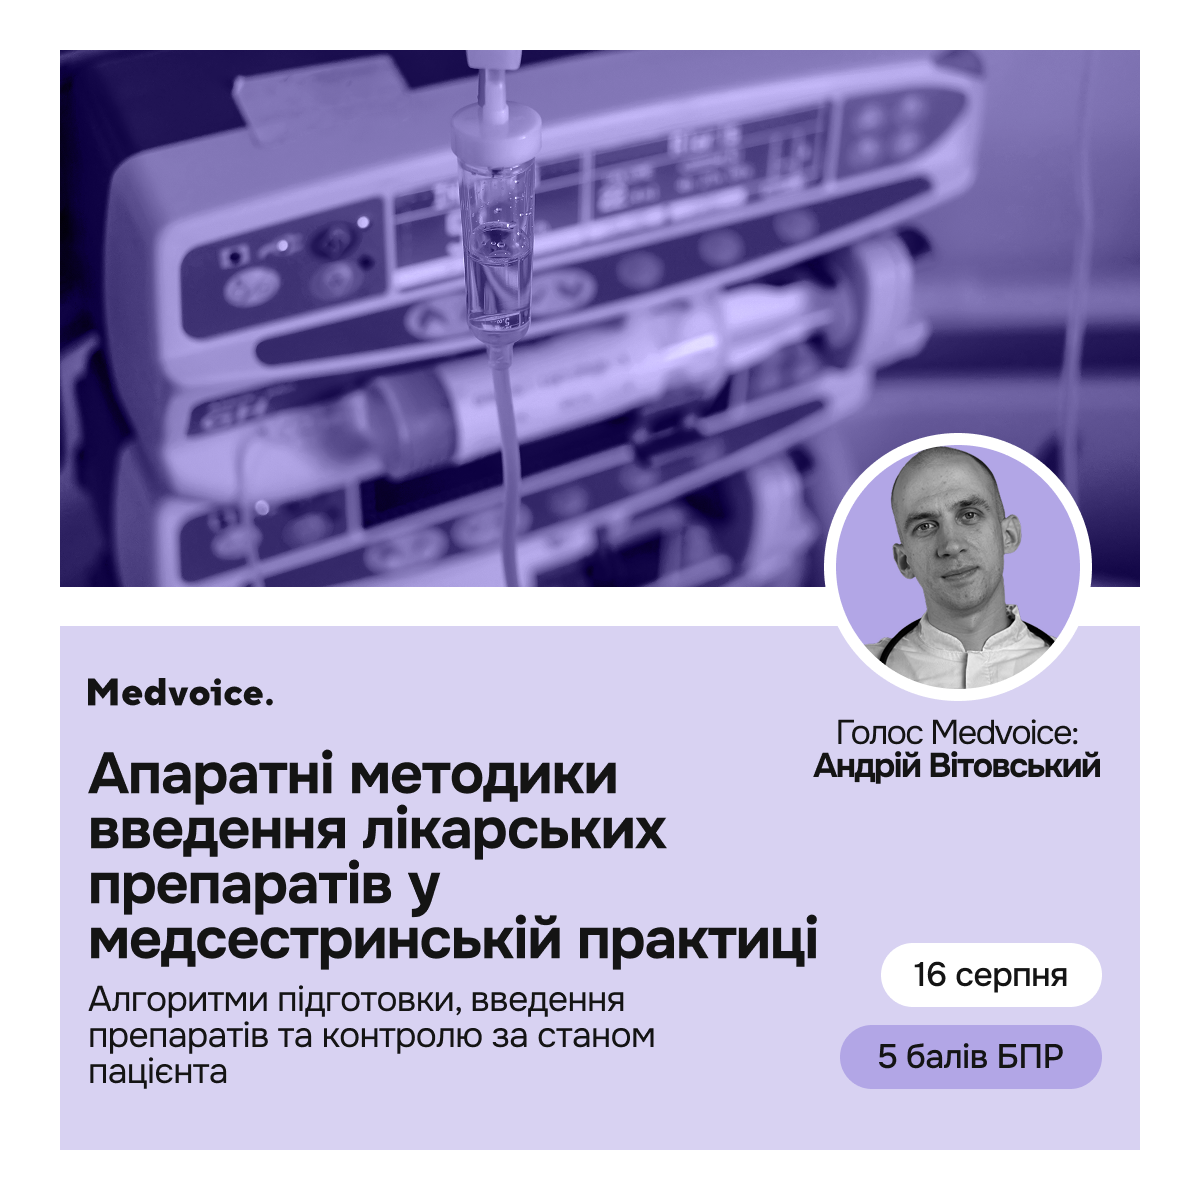 Medvoice.
Голос Medvoice:
Андрій Вітовський
Апаратні методики
введення лікарських
препаратів у
медсестринській практиці
Алгоритми підготовки, введення
препаратів та контролю за станом
пацієнта
16 серпня
5 балів БПР